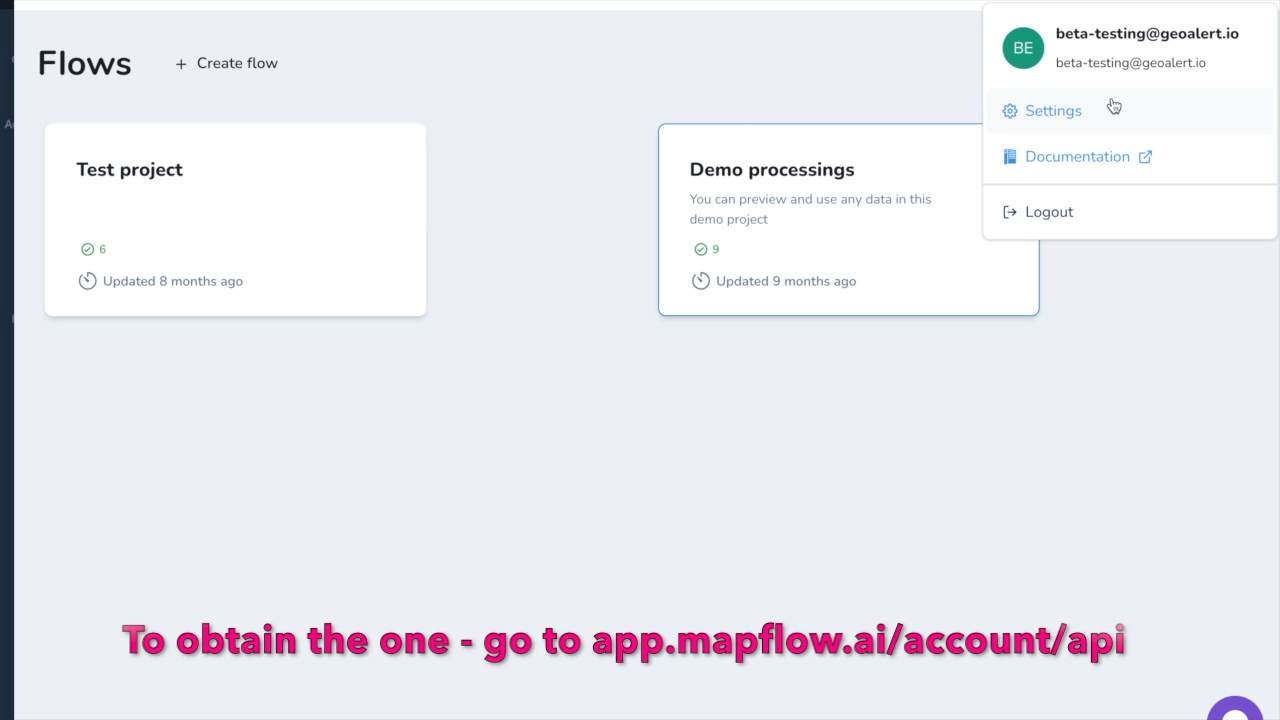 beta-testing@geoalert.io
BE
beta-testing@geoalert.io
Flows
+ Create flow
Settings
Documentation
Logout
Test project
6
Updated 8 months ago
Demo processings
You can preview and use any data in this
demo project
9
Updated 9 months ago
To obtain the one - go to app.mapflow.ai/account/api